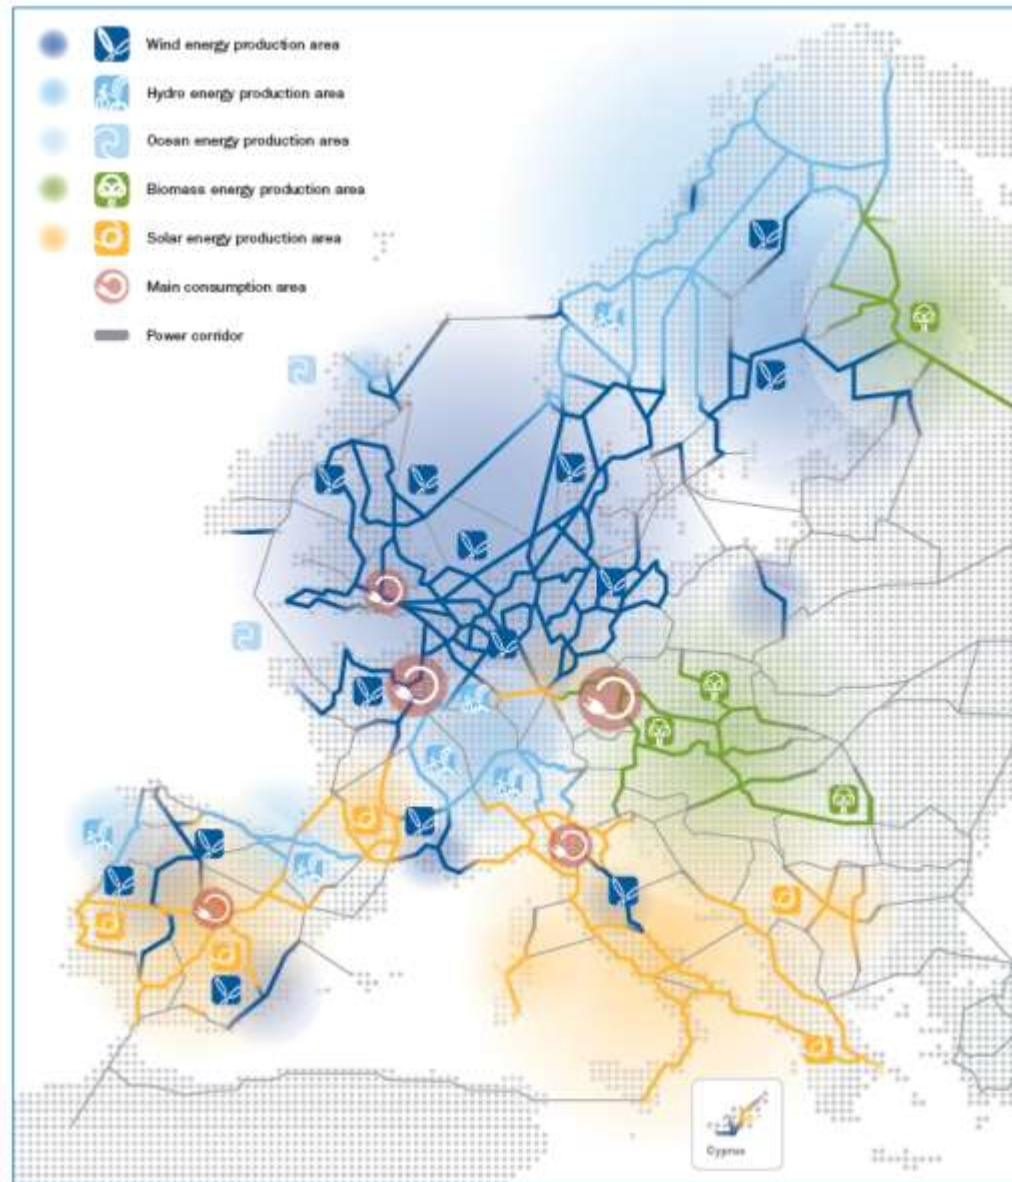 Wind energy production area
Hydro energy production area
Ocean energy production area
Biomass energy production area
Solar energy production area
Main consumption area
Power corridor
Cyprus